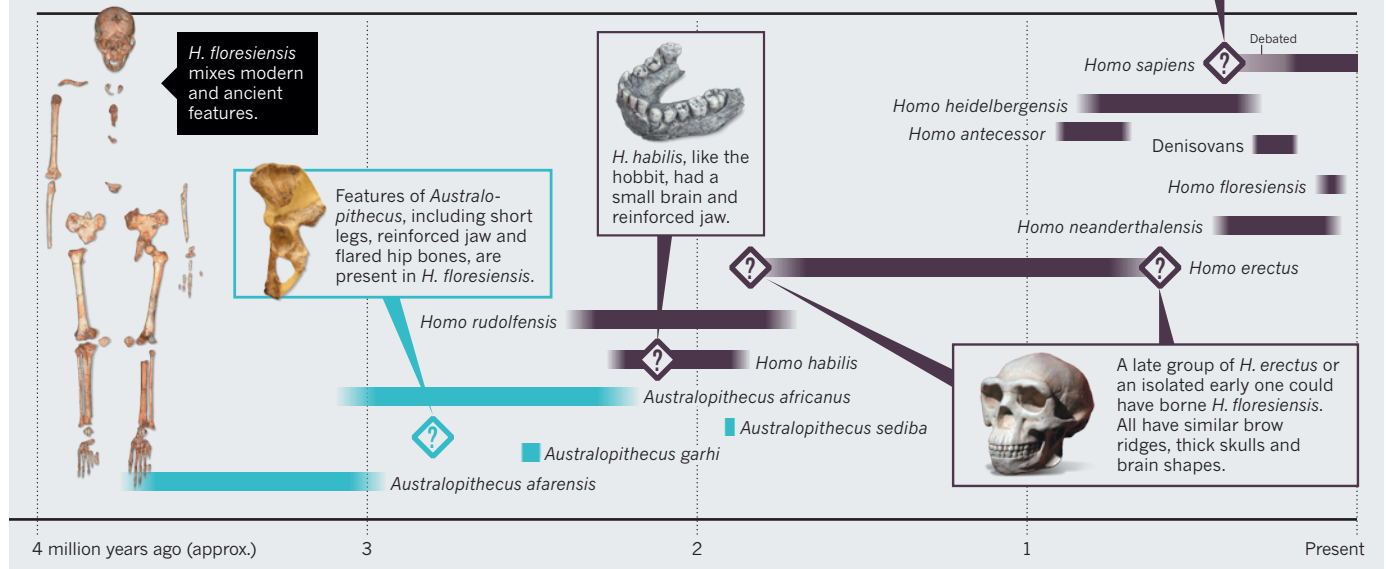 H. floresiensis
mixes modern
and ancient
features.
Features of Australo-
pithecus, including short
legs, reinforced jaw and
flared hip bones, are
present in H. floresiensis.
H. habilis, like the
hobbit, had a
small brain and
reinforced jaw.
Debated
Homo sapiens
?
Homo heidelbergensis
Homo antecessor
Denisovans
Homo floresiensis
Homo neanderthalensis
?
?
Homo erectus
Homo rudolfensis
?
Homo habilis
Australopithecus africanus
?
Australopithecus sediba
Australopithecus garhi
Australopithecus afarensis
A late group of H. erectus or
an isolated early one could
have borne H. floresiensis.
All have similar brow
ridges, thick skulls and
brain shapes.
4 million years ago (approx.)
3
2
1
Present